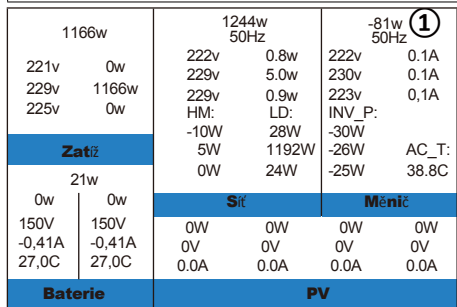 1166w
221v 0w
229v 1166w
225v 0w
Zatíž
1244w
50Hz
222v 0.8w
229v 5.0w
229v 0.9w
HM: LD:
-10W 28W
5W 1192W
0W 24W
Síť
-81w 1
50Hz
222v 0.1A
230v 0.1A
223v 0,1A
INV_P:
-30W
-26W AC_T:
-25W 38.8C
Měnič
21w
0w 0w
150V 150V
-0,41A -0,41A
27,0C 27,0C
Baterie
0W 0W 0W 0W
0V 0V 0V 0V
0.0A 0.0A 0.0A 0.0A
PV